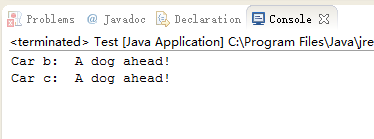 Problems @ Javadoc Declaration Console
<terminated> Test [Java Application] C:\Program Files\Java\jre
Car b:  A dog ahead!
Car c:  A dog ahead!